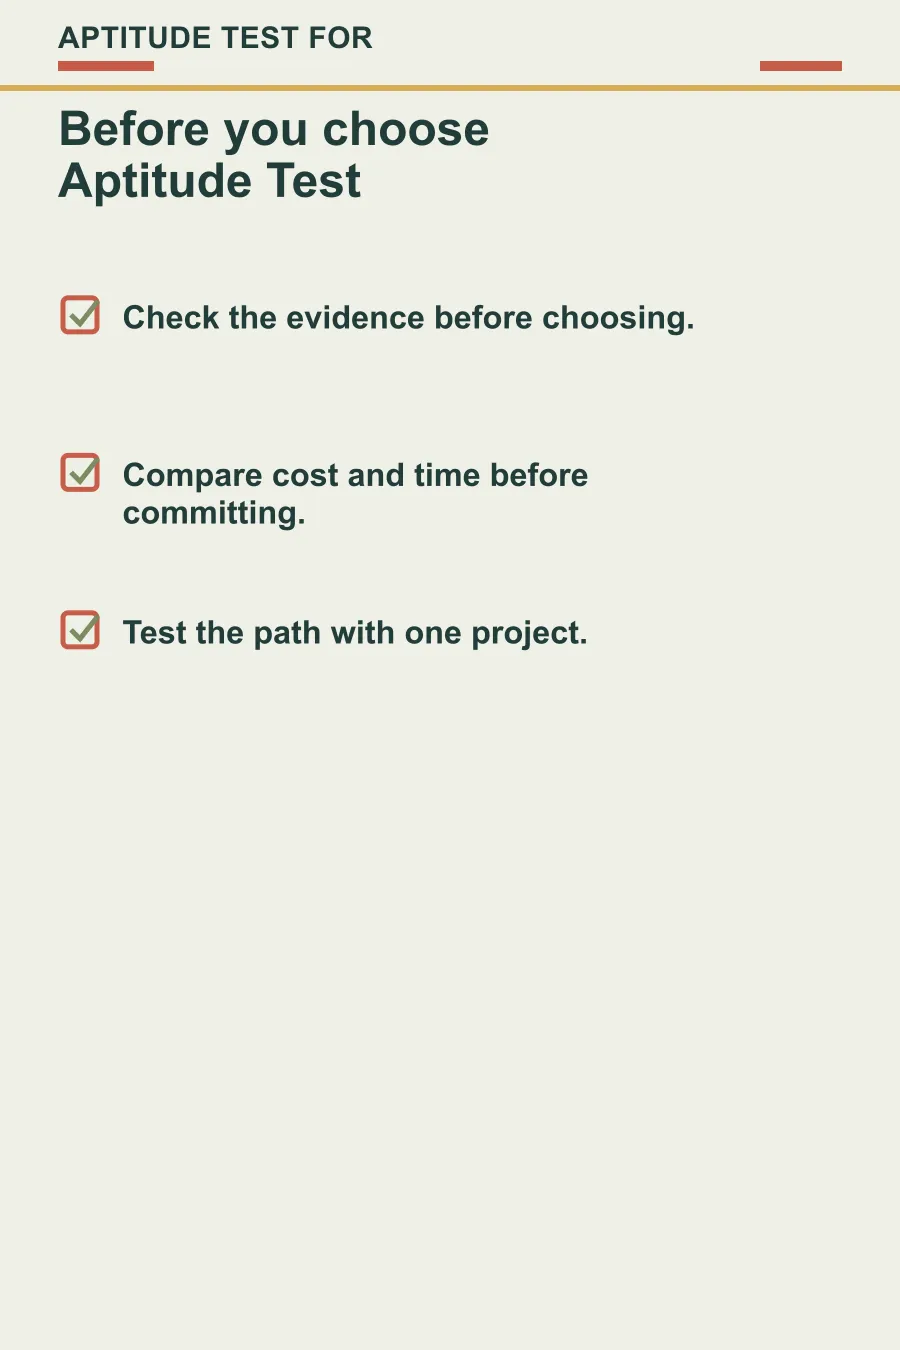 APTITUDE TEST FOR
Before you choose
Aptitude Test
Check the evidence before choosing.
Compare cost and time before
committing.
Test the path with one project.